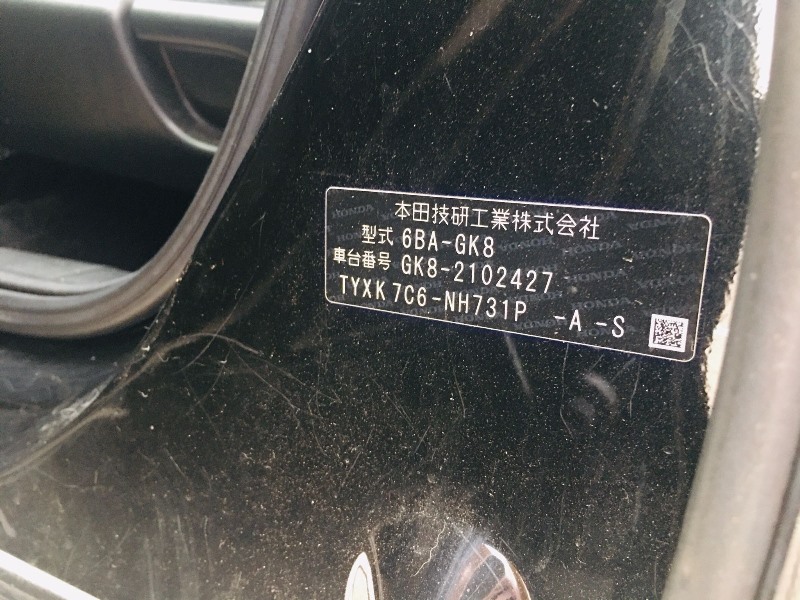 本田技研工業株式会社
型式 6BA-GK8
車台番号 GK8-2102427
TYXK 7C6-NH731P -A -S